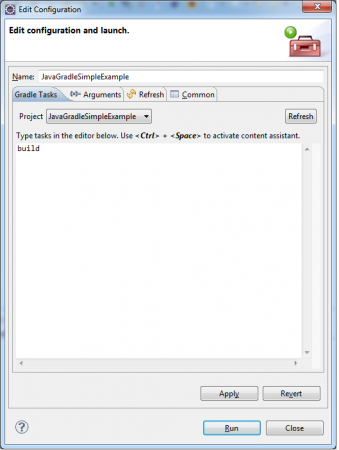 Edit Configuration
Edit configuration and launch.
Name: JavaGradleSimpleExample
Gradle Tasks Arguments Refresh Common
Project JavaGradleSimpleExample Refresh
Type tasks in the editor below. Use <Ctrl> + <Space> to activate content assistant.
build
Apply Revert
? Run Close